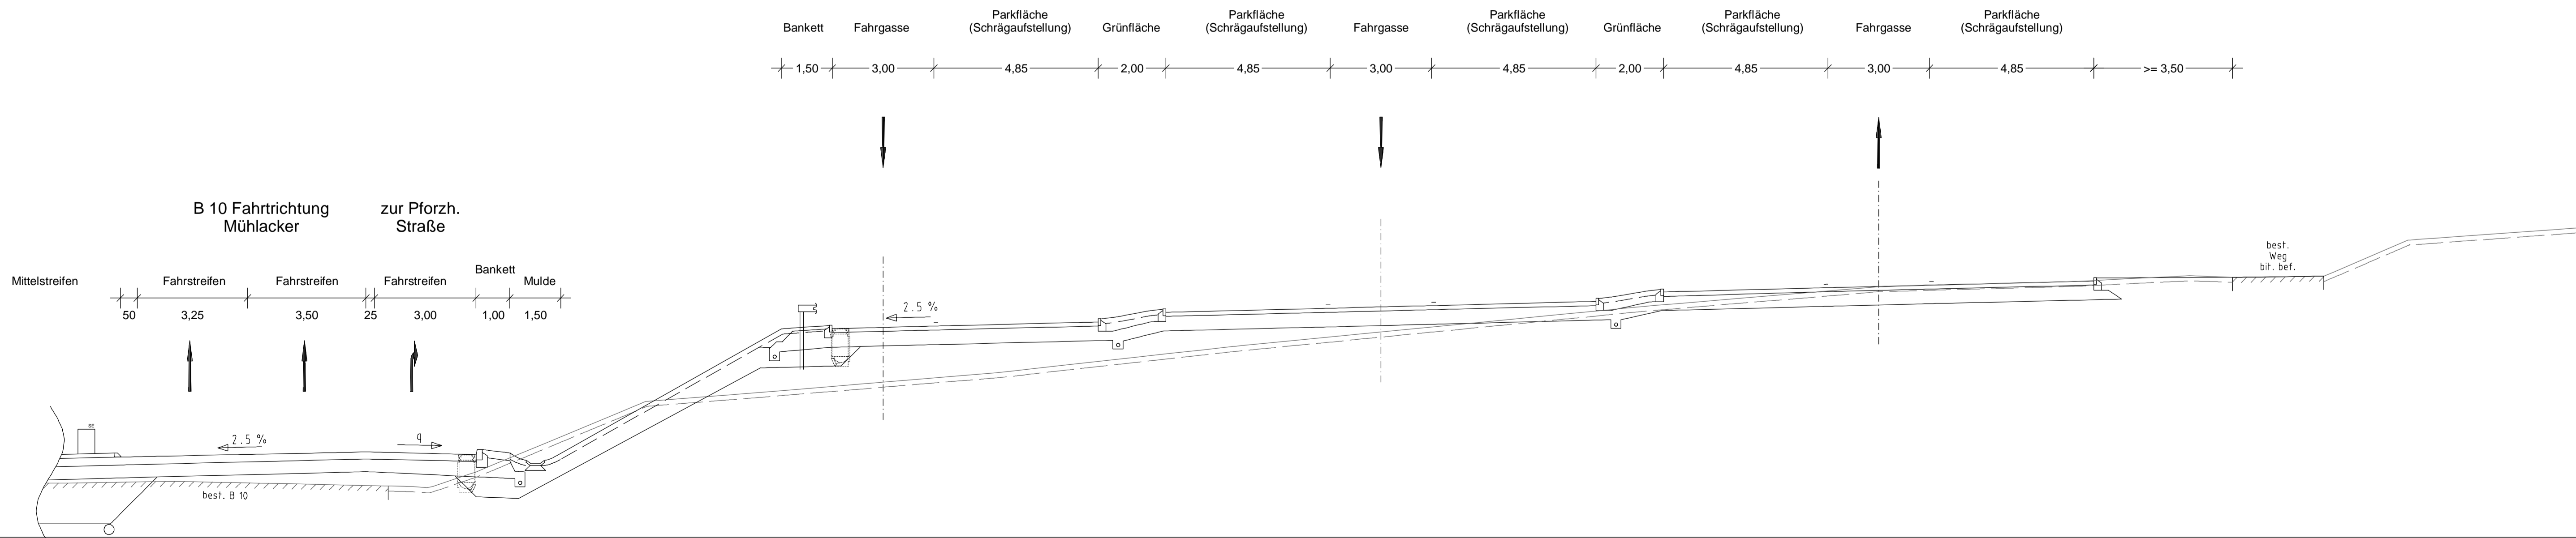 Parkfläche
(Schrägaufstellung)
Parkfläche
(Schrägaufstellung)
Parkfläche
(Schrägaufstellung)
Parkfläche
(Schrägaufstellung)
Parkfläche
(Schrägaufstellung)
Bankett
Fahrgasse
Grünfläche
Fahrgasse
Grünfläche
Fahrgasse
1,50
3,00
4,85
2,00
4,85
3,00
4,85
2,00
4,85
3,00
4,85
>= 3,50
B 10 Fahrtrichtung
Mühlacker
zur Pforzh.
Straße
Mittelstreifen
Fahrstreifen
Fahrstreifen
Fahrstreifen
Bankett
Mulde
50
3,25
3,50
25
3,00
1,00
1,50
best.
Weg
bit. bef.
2.5 %
SE
2.5 %
q
best. B 10